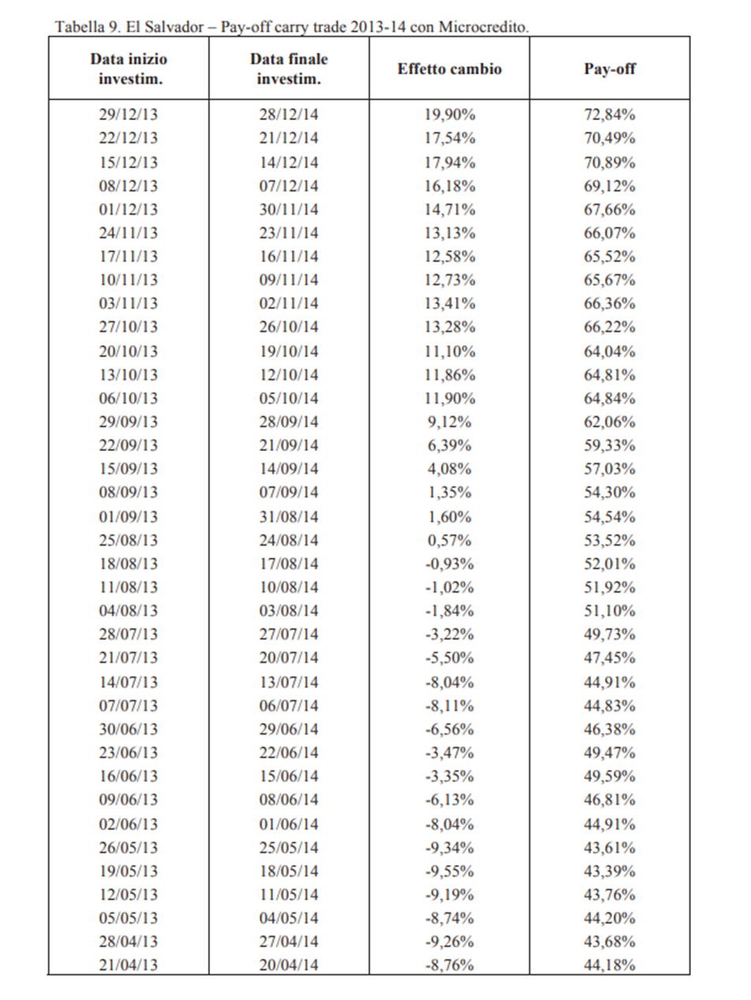 Tabella 9. El Salvador – Pay-off carry trade 2013-14 con Microcredito.
Data inizio investim. Data finale investim. Effetto cambio Pay-off
29/12/13 28/12/14 19,90% 72,84%
22/12/13 21/12/14 17,54% 70,49%
15/12/13 14/12/14 17,94% 70,89%
08/12/13 07/12/14 16,18% 69,12%
01/12/13 30/11/14 14,71% 67,66%
24/11/13 23/11/14 13,13% 66,07%
17/11/13 16/11/14 12,58% 65,52%
10/11/13 09/11/14 12,73% 65,67%
03/11/13 02/11/14 13,41% 66,36%
27/10/13 26/10/14 13,28% 66,22%
20/10/13 19/10/14 11,10% 64,04%
13/10/13 12/10/14 11,86% 64,81%
06/10/13 05/10/14 11,90% 64,84%
29/09/13 28/09/14 9,12% 62,06%
22/09/13 21/09/14 6,39% 59,33%
15/09/13 14/09/14 4,08% 57,03%
08/09/13 07/09/14 1,35% 54,30%
01/09/13 31/08/14 1,60% 54,54%
25/08/13 24/08/14 0,57% 53,52%
18/08/13 17/08/14 -0,93% 52,01%
11/08/13 10/08/14 -1,02% 51,92%
04/08/13 03/08/14 -1,84% 51,10%
28/07/13 27/07/14 -3,22% 49,73%
21/07/13 20/07/14 -5,50% 47,45%
14/07/13 13/07/14 -8,04% 44,91%
07/07/13 06/07/14 -8,11% 44,83%
30/06/13 29/06/14 -6,56% 46,38%
23/06/13 22/06/14 -3,47% 49,47%
16/06/13 15/06/14 -3,35% 49,59%
09/06/13 08/06/14 -6,13% 46,81%
02/06/13 01/06/14 -8,04% 44,91%
26/05/13 25/05/14 -9,34% 43,61%
19/05/13 18/05/14 -9,55% 43,39%
12/05/13 11/05/14 -9,19% 43,76%
05/05/13 04/05/14 -8,74% 44,20%
28/04/13 27/04/14 -9,26% 43,68%
21/04/13 20/04/14 -8,76% 44,18%